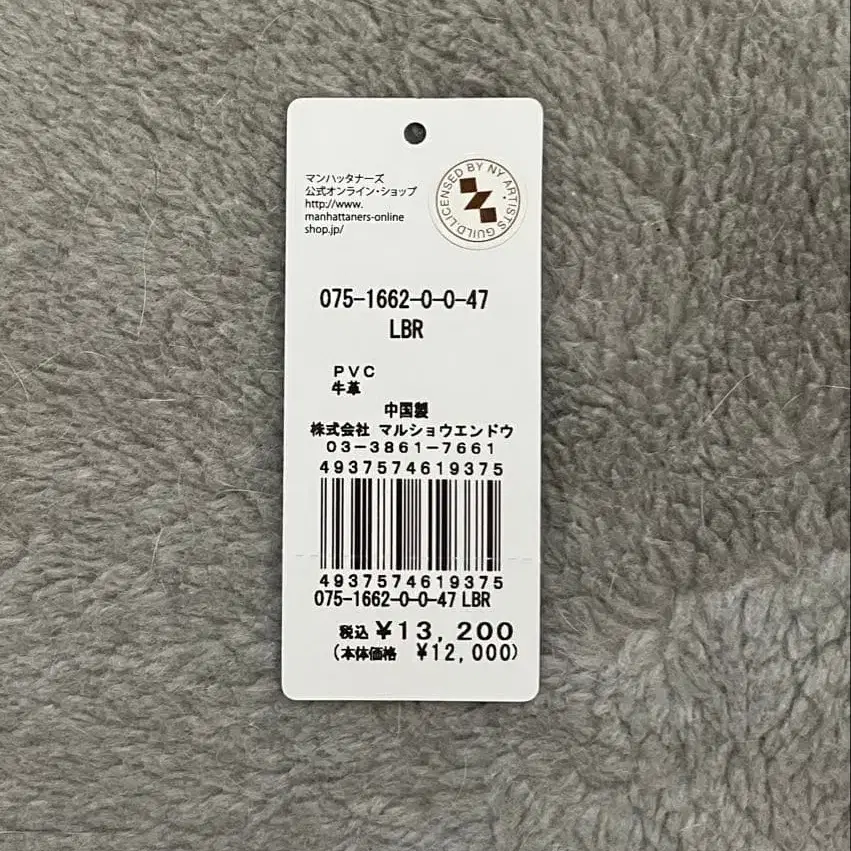 マンハッタナーズ
公式オンライン・ショップ
http://www.
manhattaners-online
shop.jp/
LICENSED BY NY ARTISTS GUILD
075-1662-0-0-47
LBR
PVC
牛革
中国製
株式会社 マルショウエンドウ
03-3861-7661
4937574619375
4937574619375
075-1662-0-0-47 LBR
税込 ¥13,200
(本体価格 ¥12,000)